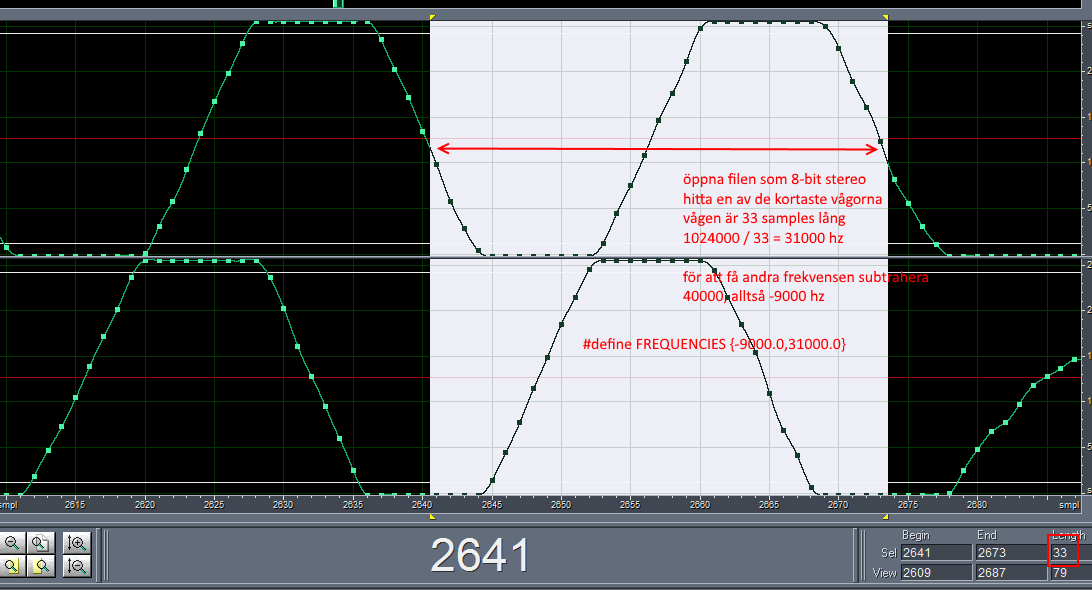 öppna filen som 8-bit stereo
hitta en av de kortaste vågorna
vågen är 33 samples lång
1024000 / 33 = 31000 hz
för att få andra frekvensen subtrahera
40000, alltså -9000 hz
#define FREQUENCIES {-9000.0,31000.0}
smpl 2615 2620 2625 2630 2635 2640 2645 2650 2655 2660 2665 2670 2675 2680 smpl
2641
Begin End Length
Sel 2641 2673 33
View 2609 2687 79